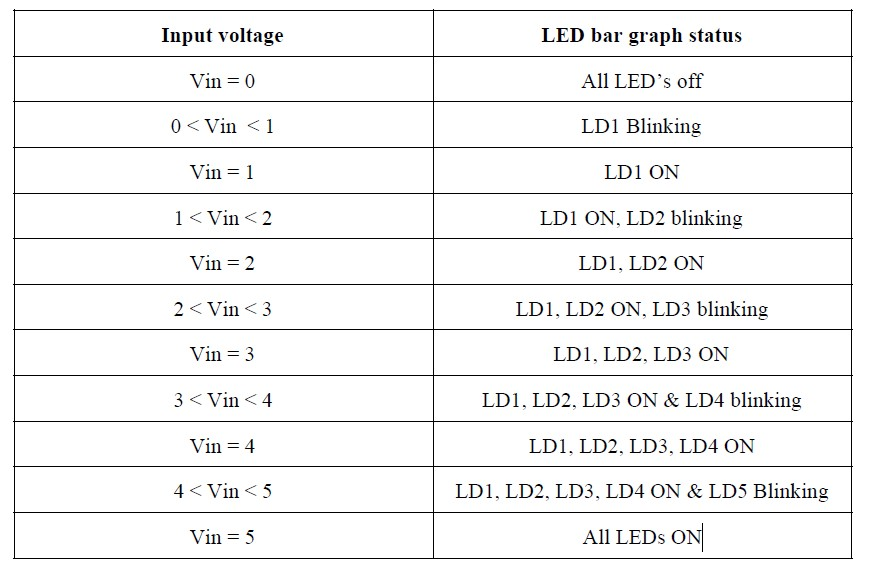 Input voltage LED bar graph status
Vin = 0 All LED’s off
0 < Vin < 1 LD1 Blinking
Vin = 1 LD1 ON
1 < Vin < 2 LD1 ON, LD2 blinking
Vin = 2 LD1, LD2 ON
2 < Vin < 3 LD1, LD2 ON, LD3 blinking
Vin = 3 LD1, LD2, LD3 ON
3 < Vin < 4 LD1, LD2, LD3 ON & LD4 blinking
Vin = 4 LD1, LD2, LD3, LD4 ON
4 < Vin < 5 LD1, LD2, LD3, LD4 ON & LD5 Blinking
Vin = 5 All LEDs ON